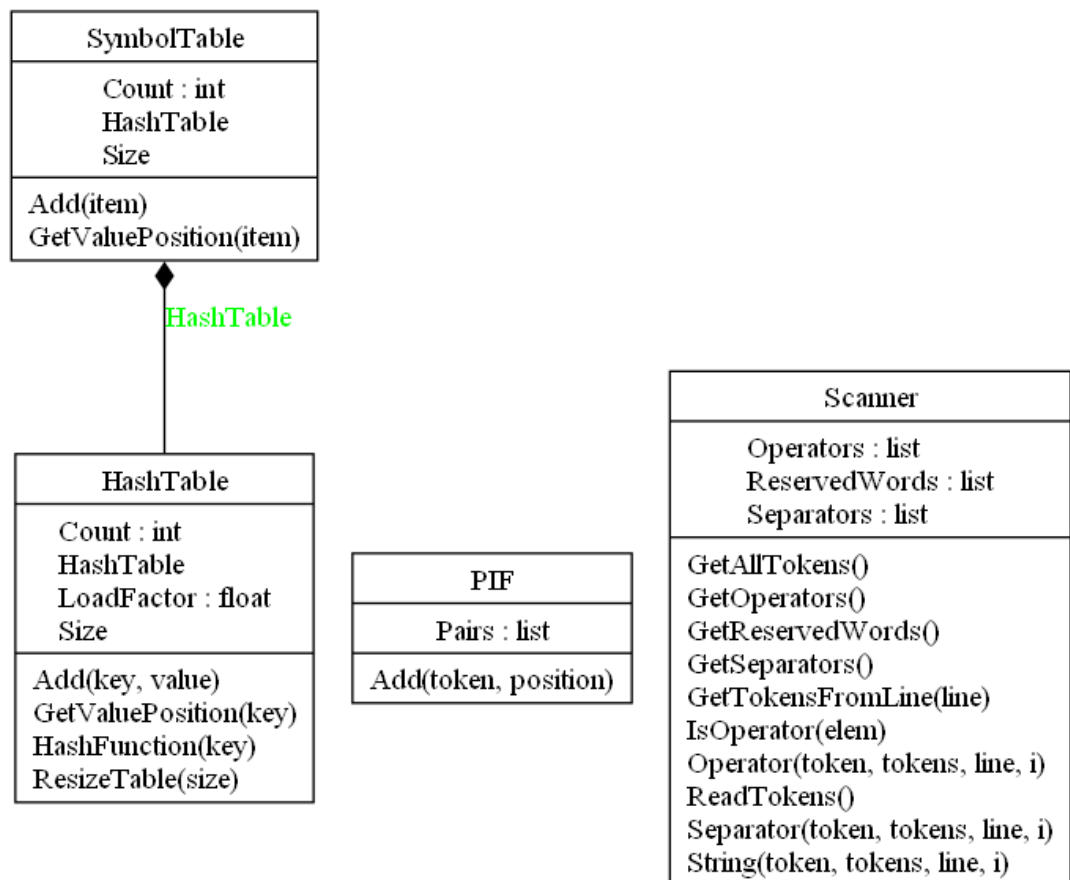 SymbolTable
Count : int
HashTable
Size
Add(item)
GetValuePosition(item)
HashTable
HashTable
Count : int
HashTable
LoadFactor : float
Size
Add(key, value)
GetValuePosition(key)
HashFunction(key)
ResizeTable(size)
PIF
Pairs : list
Add(token, position)
Scanner
Operators : list
ReservedWords : list
Separators : list
GetAllTokens()
GetOperators()
GetReservedWords()
GetSeparators()
GetTokensFromLine(line)
IsOperator(elem)
Operator(token, tokens, line, i)
ReadTokens()
Separator(token, tokens, line, i)
String(token, tokens, line, i)